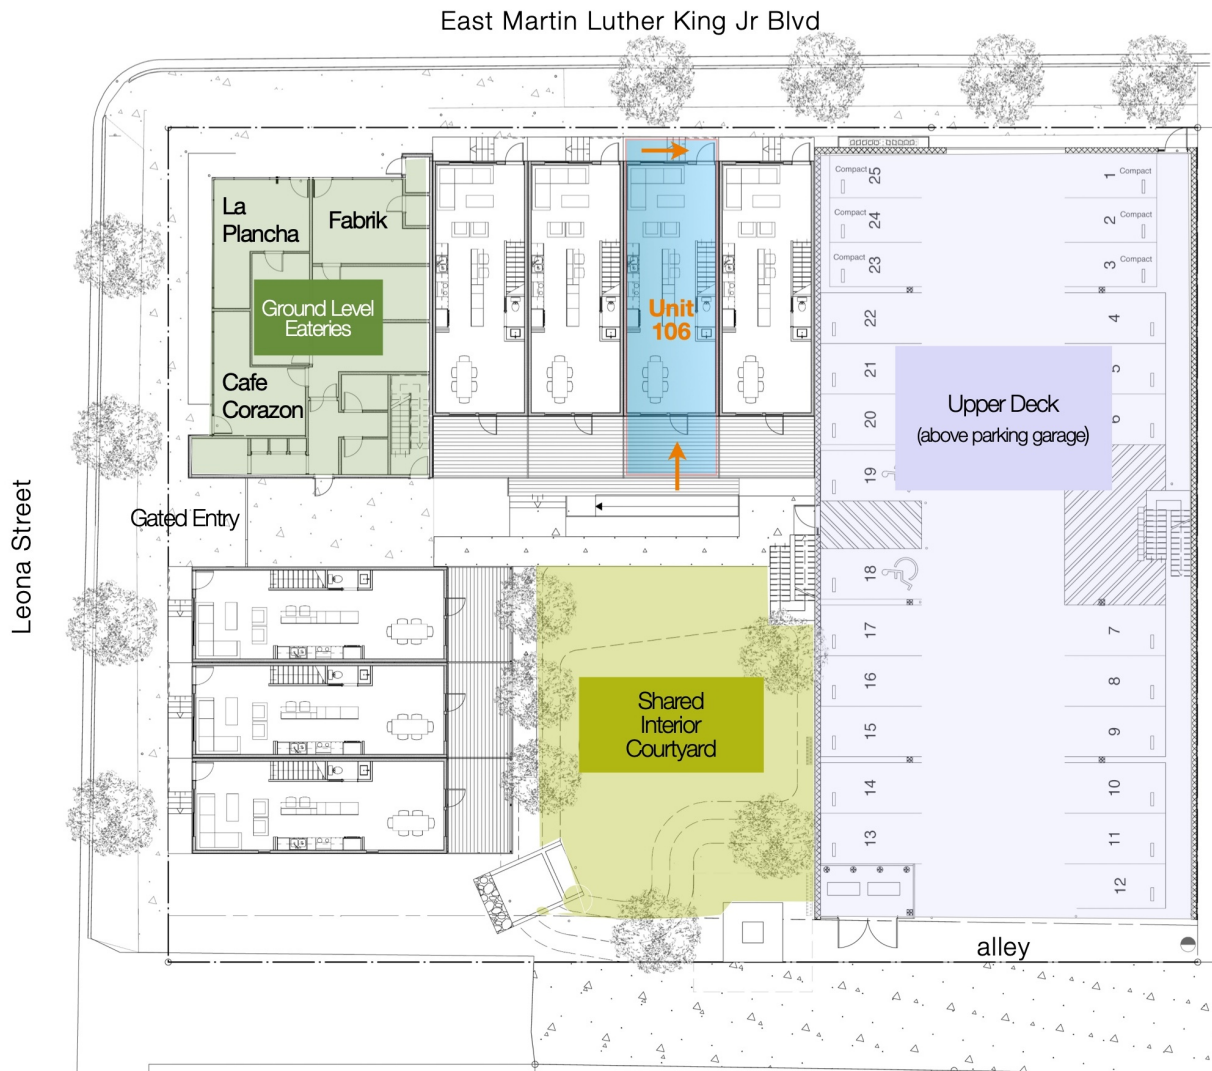 East Martin Luther King Jr Blvd
La
Plancha
Fabrik
Ground Level
Eateries
Cafe
Corazon
Unit
106
Compact
25
Compact
24
Compact
23
22
21
20
19
18
17
16
15
14
13
1
Compact
2
Compact
3
Compact
4
5
6
7
8
9
10
11
12
Upper Deck
(above parking garage)
Gated Entry
Leona Street
Shared
Interior
Courtyard
alley